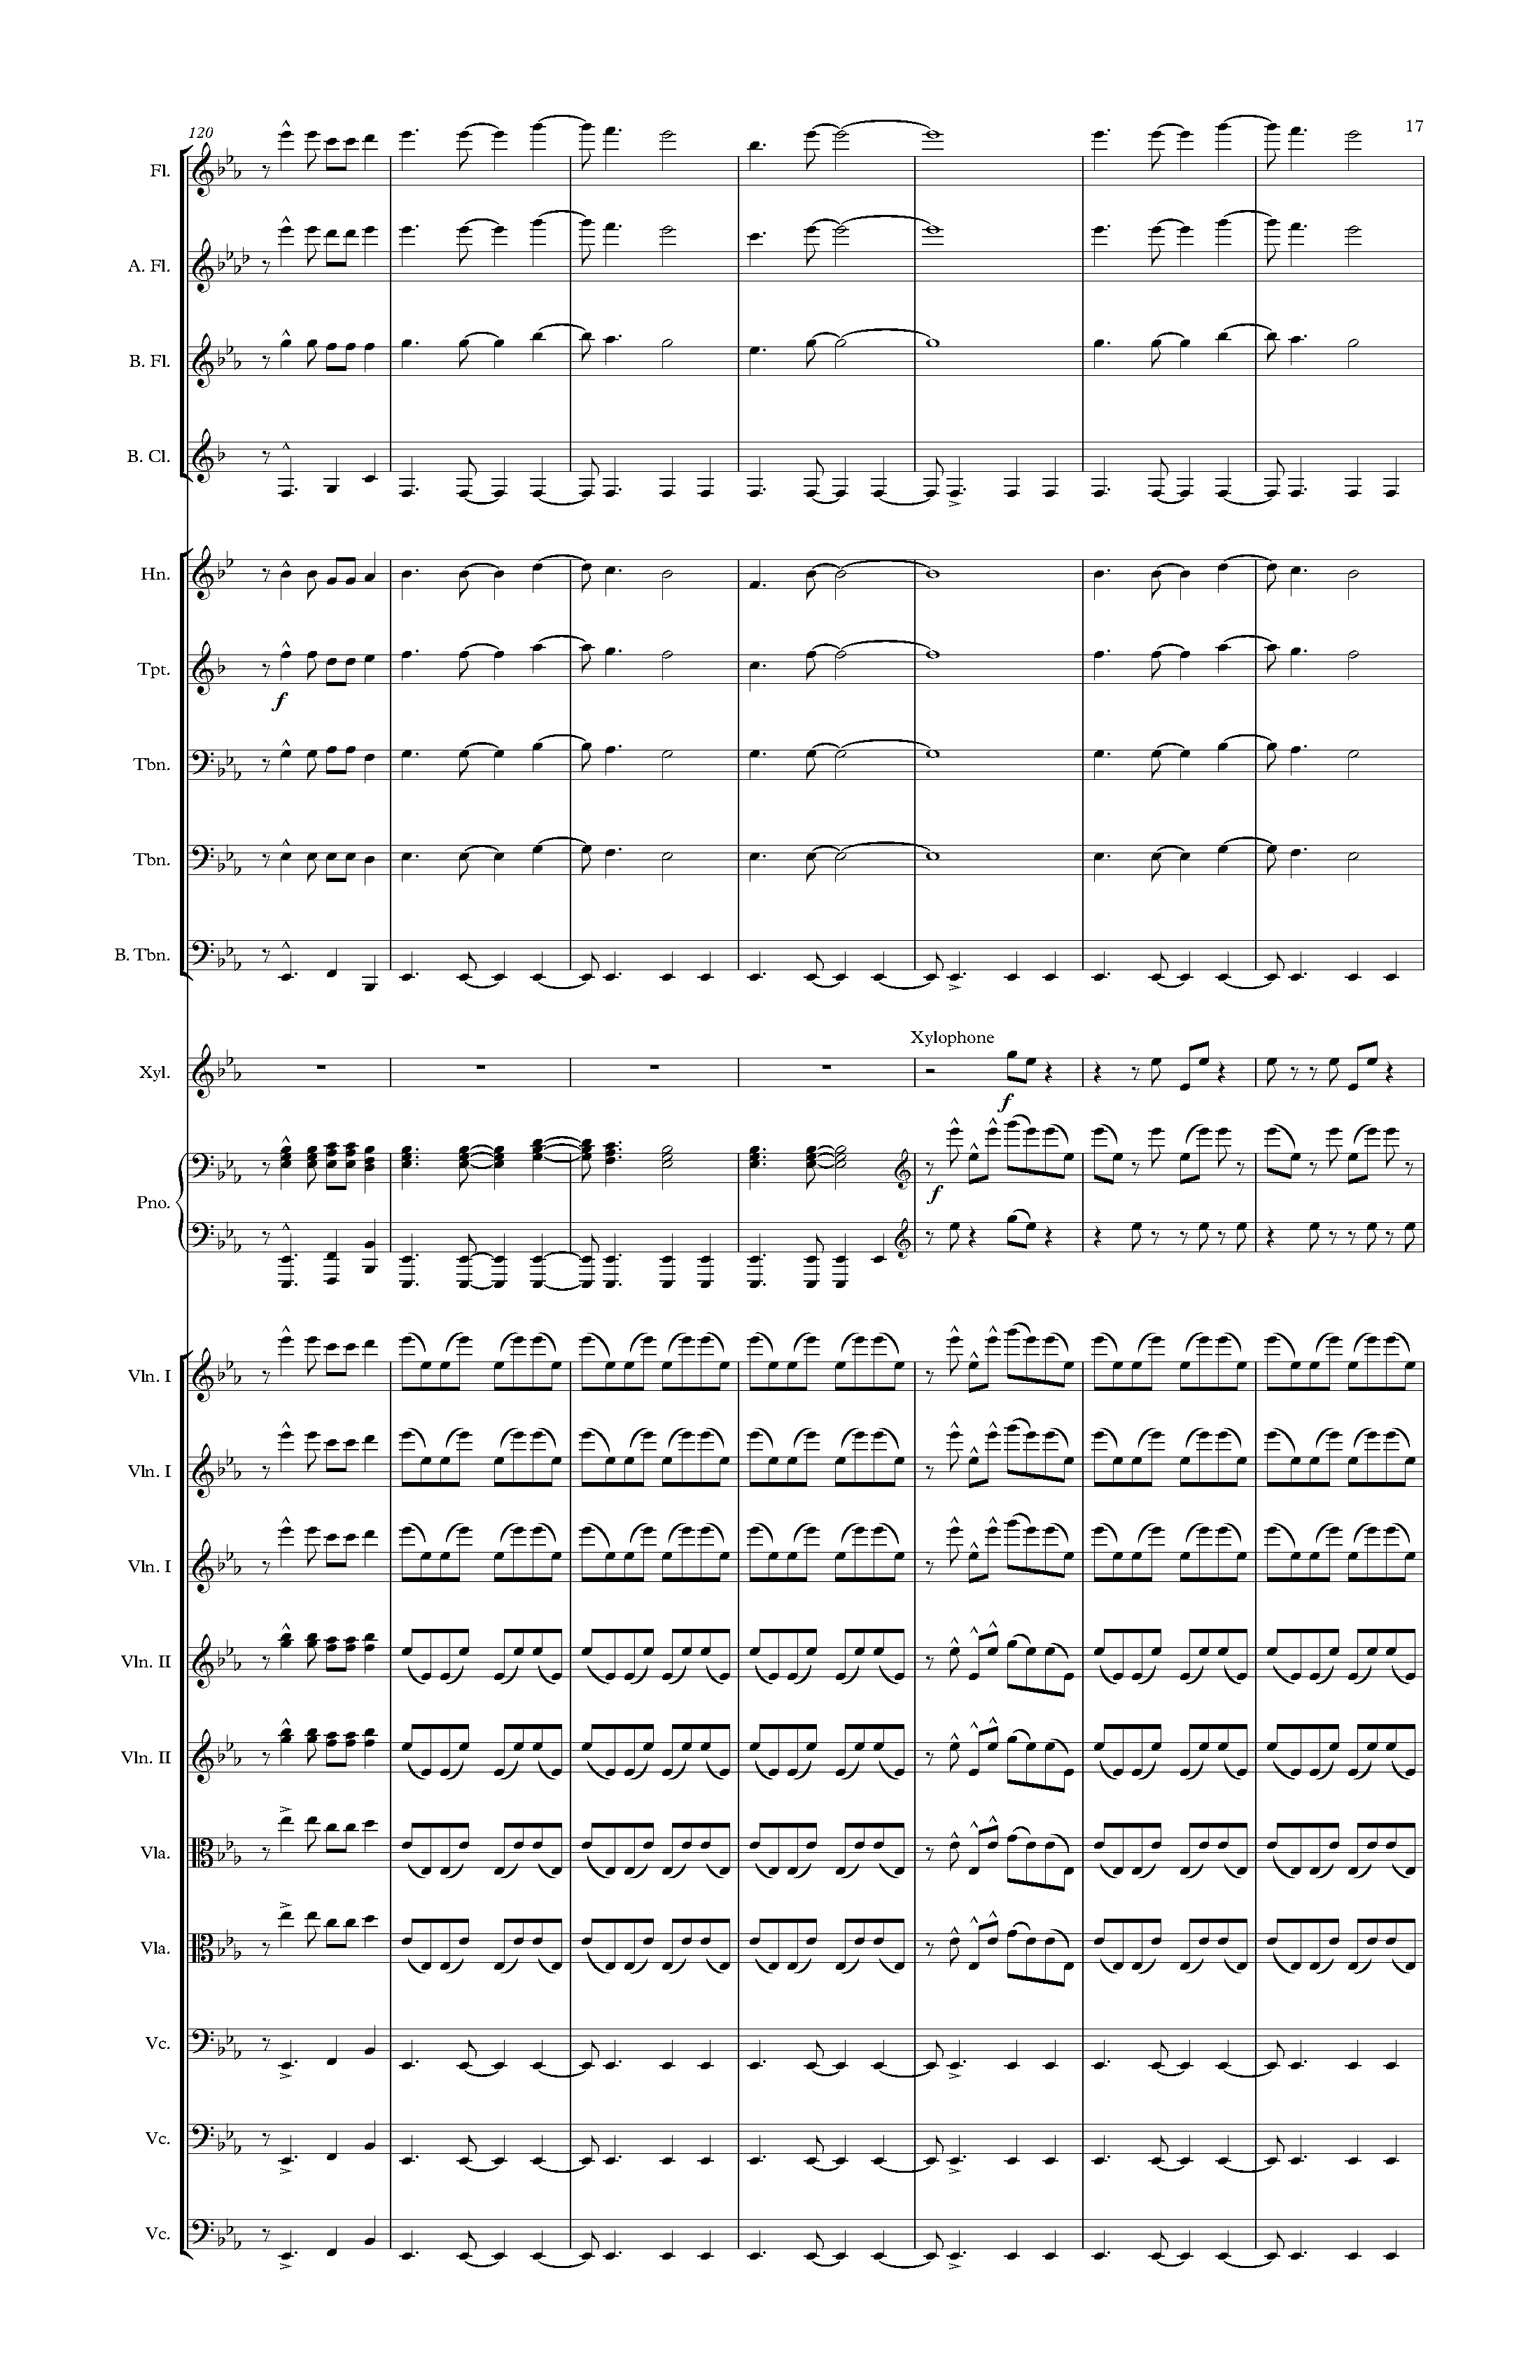 120
17
Fl.
A. Fl.
B. Fl.
B. Cl.
Hn.
Tpt.
f
Tbn.
Tbn.
B. Tbn.
Xylophone
Xyl.
f
f
Pno.
Vln. I
Vln. I
Vln. I
Vln. II
Vln. II
Vla.
Vla.
Vc.
Vc.
Vc.